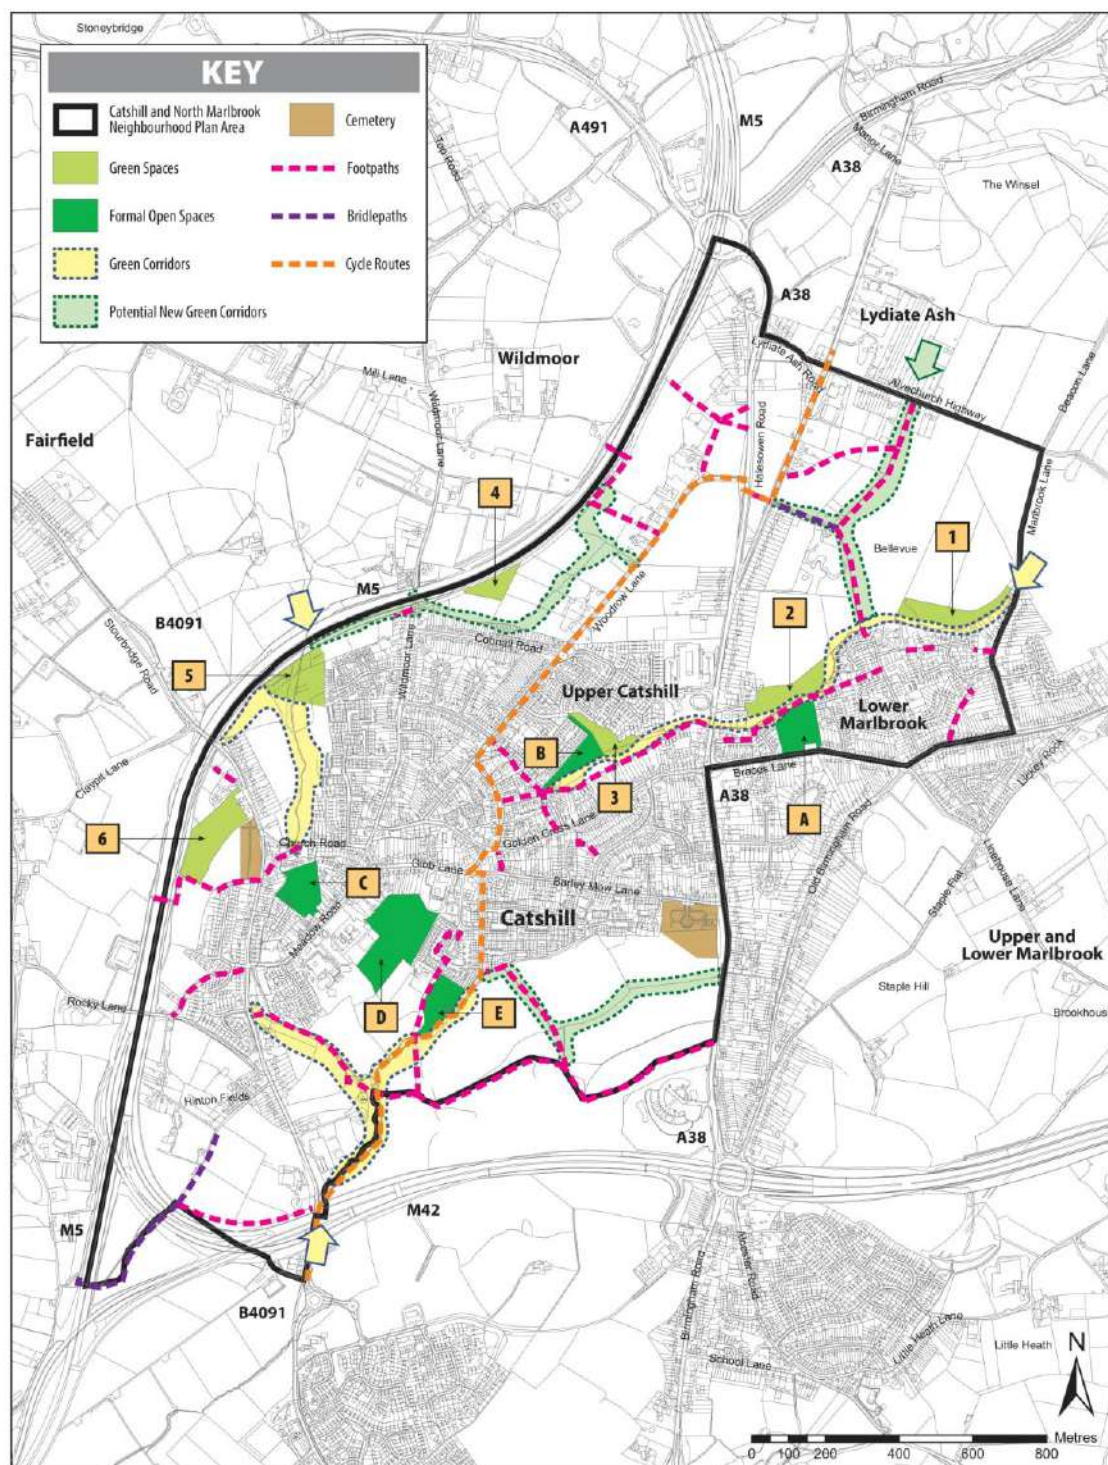 Stoneybridge
KEY
Catshill and North Marlbrook
Neighbourhood Plan Area
Green Spaces
Formal Open Spaces
Green Corridors
Potential New Green Corridors
Cemetery
Footpaths
Bridlepaths
Cycle Routes
A491
M5
Birmingham Road
Manor Lane
A38
The Winsel
Top Road
A38
Lydiate Ash
Lydiate Ash Road
Wildmoor
Mill Lane
Wildmoor Lane
Alvechurch Highway
Beacon Lane
Fairfield
Halesowen Road
Marlbrook Lane
4
1
Bellevue
M5
B4091
Stourbridge Road
Woodrow Lane
2
Cobnall Road
Wildmoor Lane
5
Upper Catshill
Lower
Marlbrook
B
Claypit Lane
Braces Lane
Lickey Rock
3
A38
A
6
Golden Cross Lane
Church Road
Gibb Lane
Old Birmingham Road
C
Barley Mow Lane
Linehouse Lane
Staple Flat
Catshill
Meadow Road
Upper and
Lower Marlbrook
Rocky Lane
D
E
Staple Hill
Brookhouse
Hinton Fields
A38
M5
M42
B4091
Birmingham Road
Little Heath Lane
Little Heath
School Lane
N
Metres
0 100 200 400 600 800